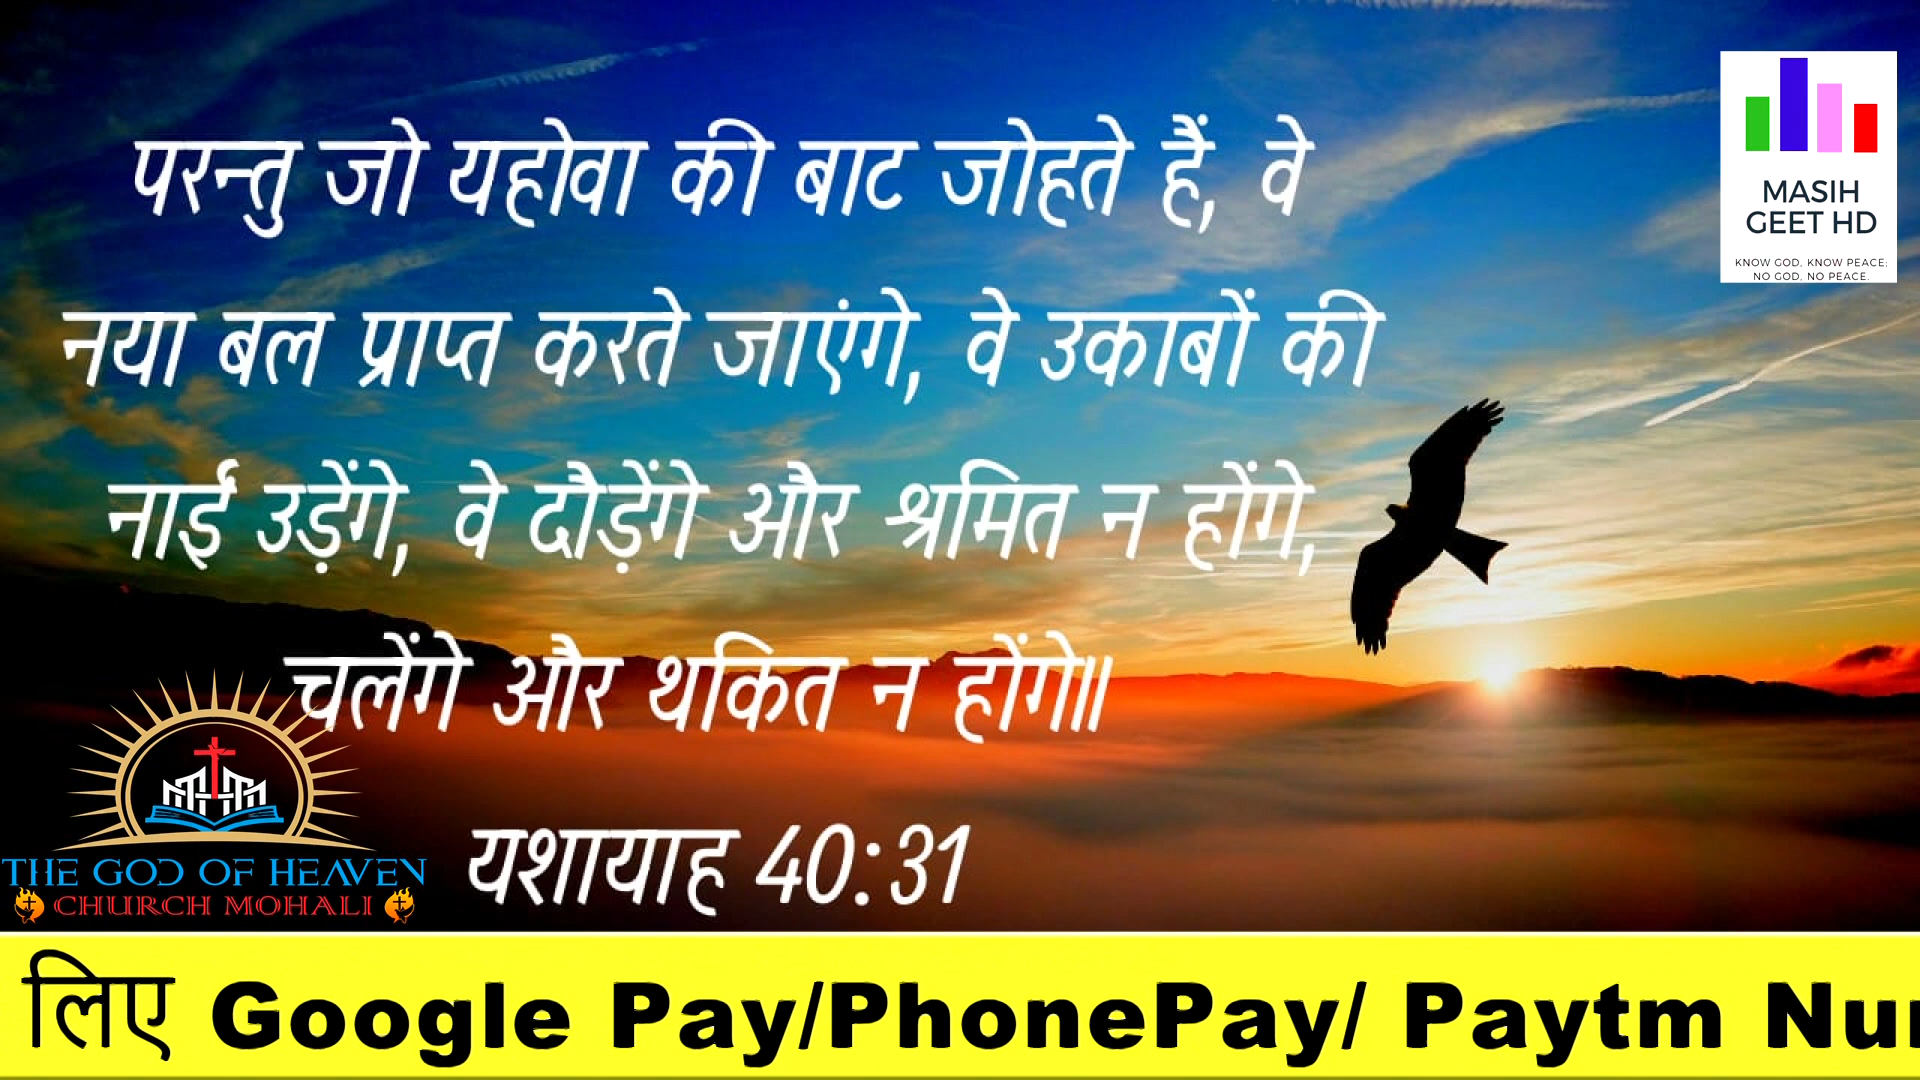 परन्तु जो यहोवा की बाट जोहते हैं, वे
नया बल प्राप्त करते जाएंगे, वे उकाबों की
नाईं उड़ेंगे, वे दौड़ेंगे और श्रमित न होंगे,
चलेंगे और थकित न होंगे॥
यशायाह 40:31
MASIH
GEET HD
KNOW GOD, KNOW PEACE;
NO GOD, NO PEACE.
THE GOD OF HEAVEN
CHURCH MOHALI
लिए Google Pay/PhonePay/ Paytm